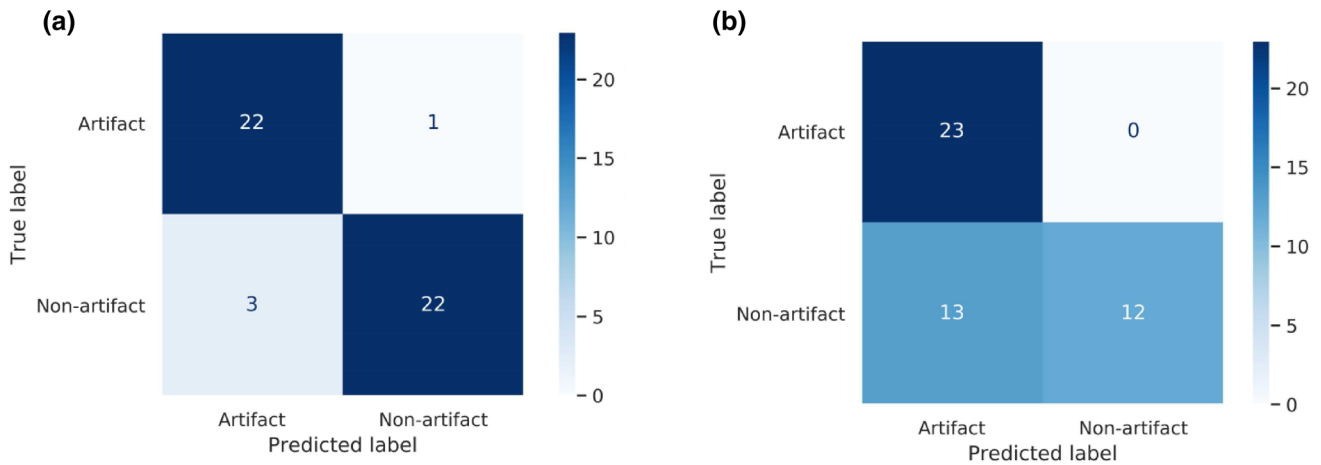 (a)
True label
Artifact
Non-artifact
22
1
3
22
Artifact
Non-artifact
Predicted label
20
15
10
5
0
(b)
True label
Artifact
Non-artifact
23
0
13
12
Artifact
Non-artifact
Predicted label
20
15
10
5
0